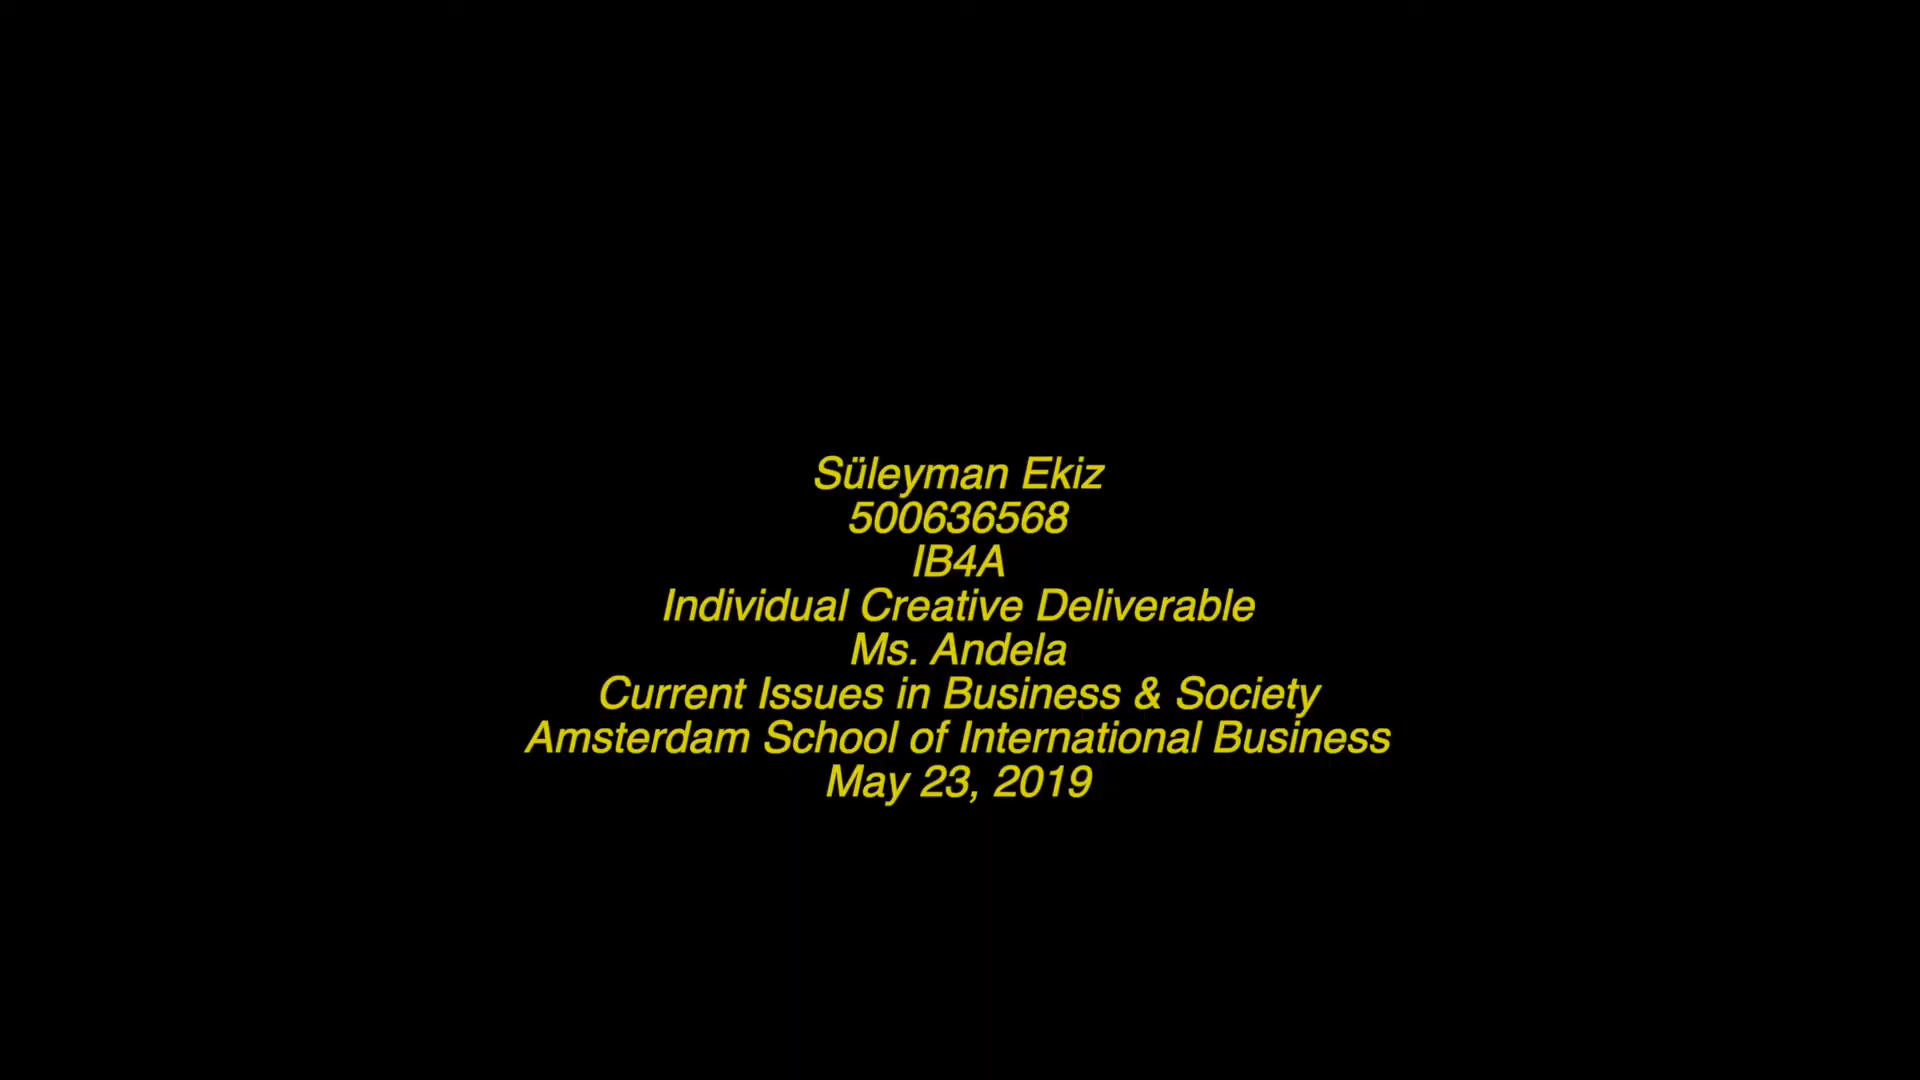 Süleyman Ekiz
500636568
IB4A
Individual Creative Deliverable
Ms. Andela
Current Issues in Business & Society
Amsterdam School of International Business
May 23, 2019